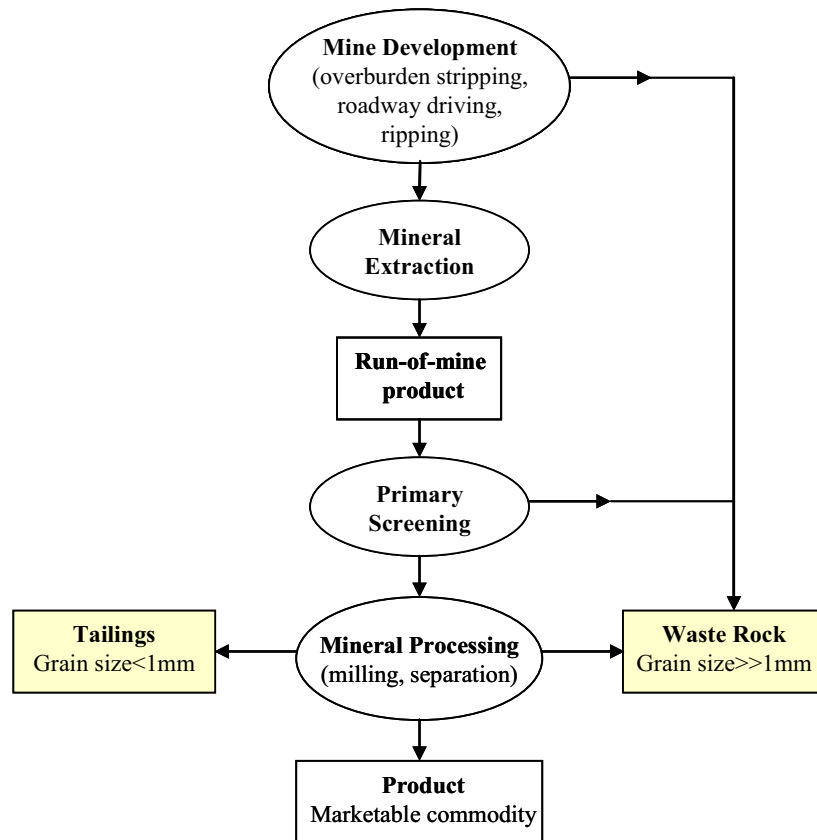 Mine Development
(overburden stripping,
roadway driving,
ripping)
Mineral
Extraction
Run-of-mine
product
Primary
Screening
Tailings
Grain size<1mm
Mineral Processing
(milling, separation)
Waste Rock
Grain size>>1mm
Product
Marketable commodity